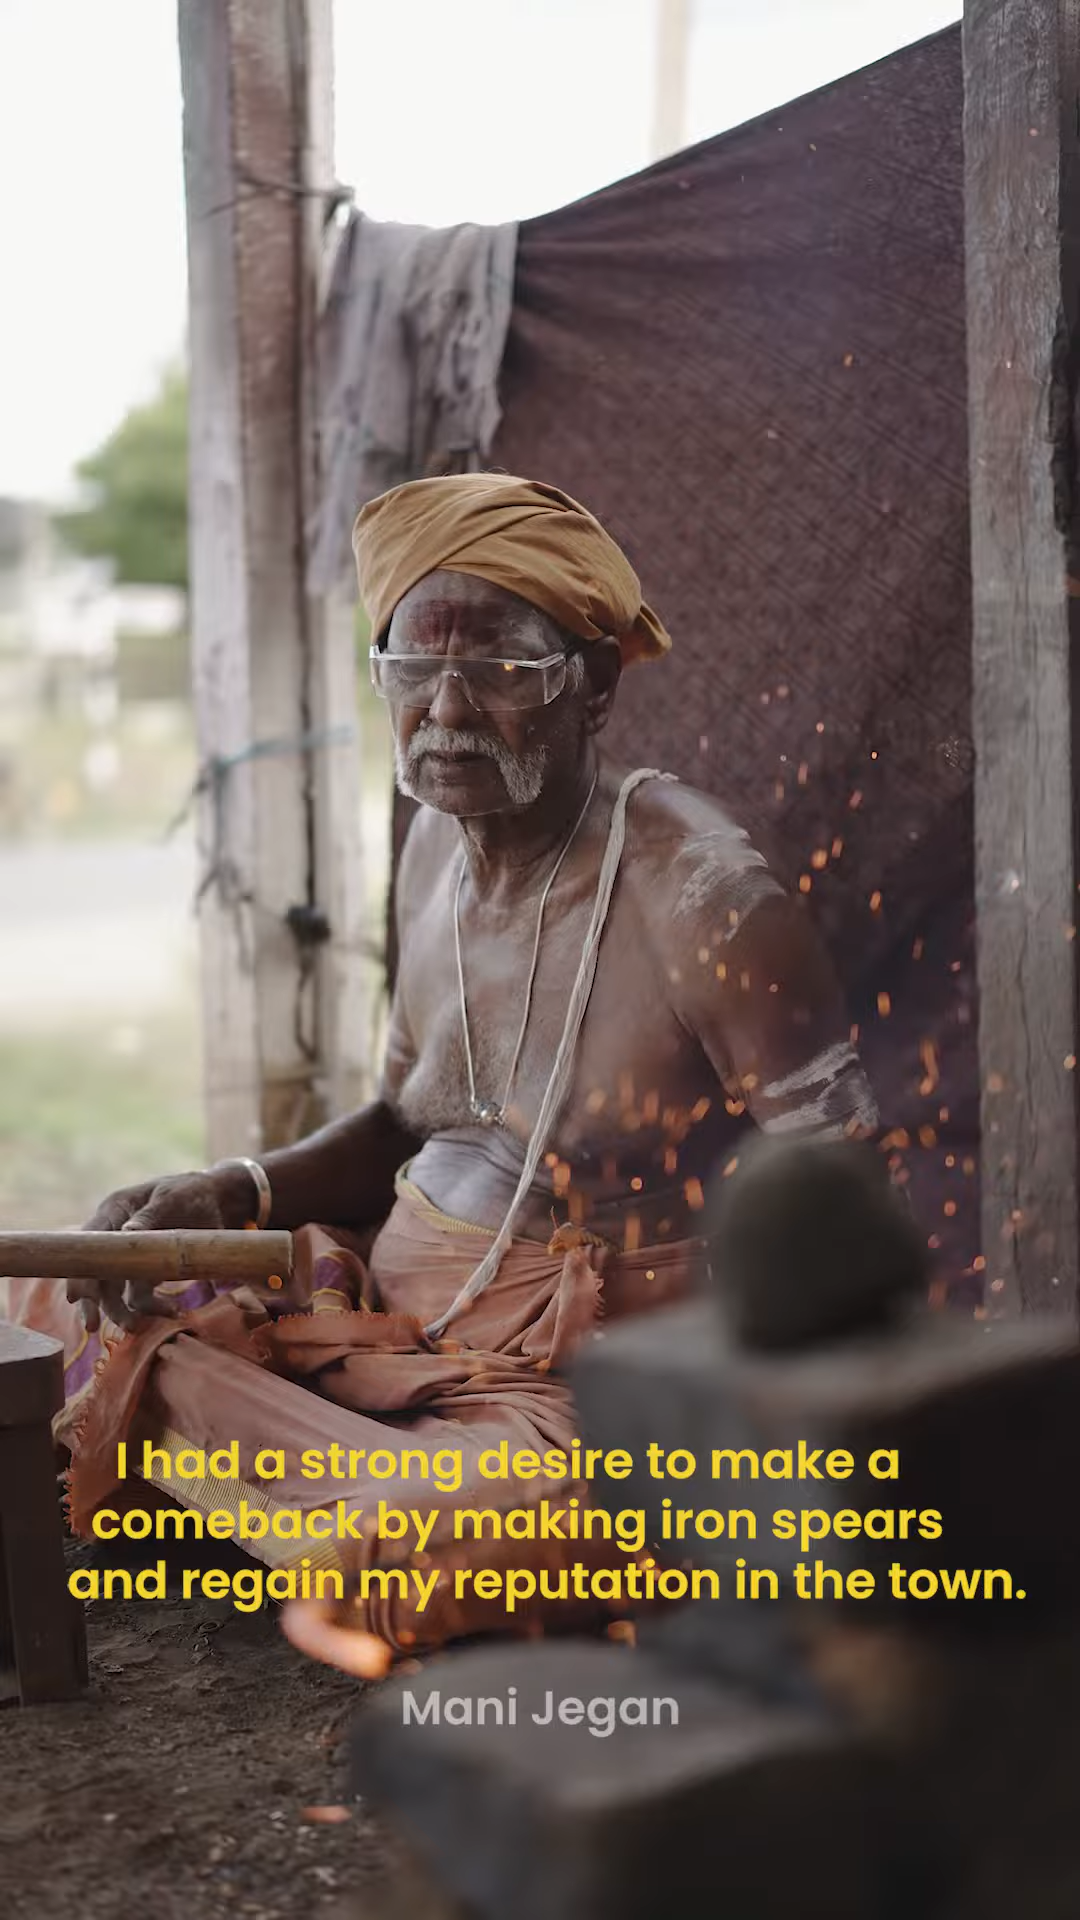 I had a strong desire to make a
comeback by making iron spears
and regain my reputation in the town.
Mani Jegan